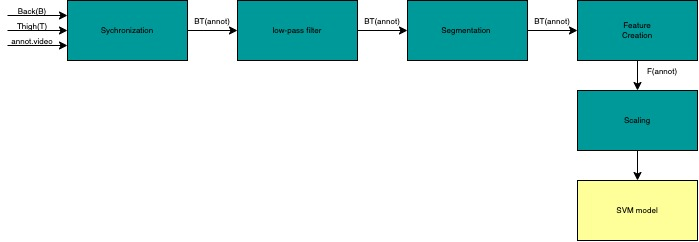 Back(B)
Thigh(T)
annot.video
Sychronization
BT(annot)
low-pass filter
BT(annot)
Segmentation
BT(annot)
Feature
Creation
F(annot)
Scaling
SVM model